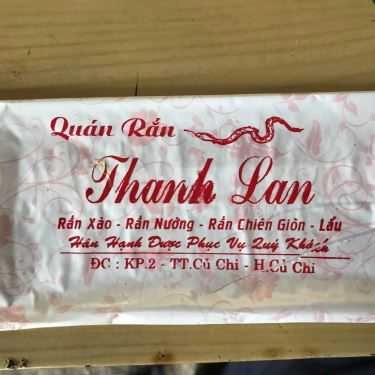 Quán Rắn
Thanh Lan
Rắn Xào - Rắn Nướng - Rắn Chiên Giòn - Lẩu
Hân Hạnh Được Phục Vụ Quý Khách
ĐC : KP.2 - TT.Củ Chi - H.Củ Chi